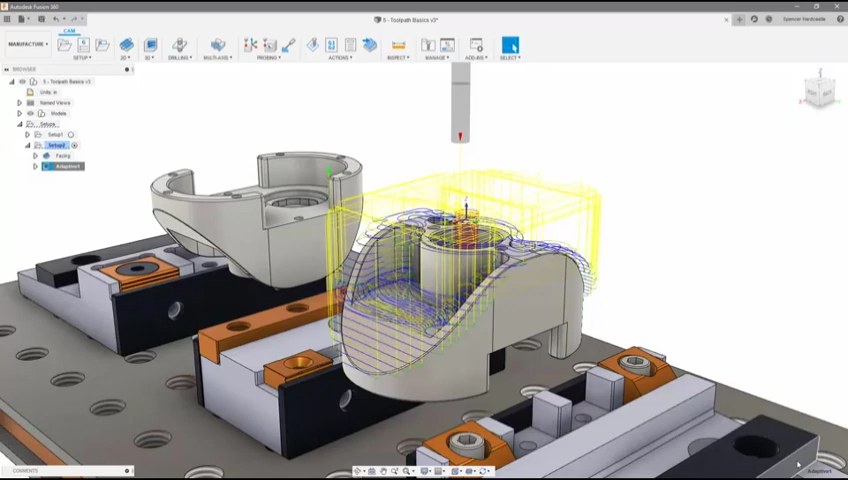 Autodesk Fusion 360
5 - Toolpath Basics v3*
Spencer Hardcastle
CAM
MANUFACTURE
SETUP
2D
3D
DRILLING
MULTI-AXIS
PROBING
ACTIONS
INSPECT
MANAGE
ADD-INS
SELECT
BROWSER
5 - Toolpath Basics v3
Units: in
Named Views
Models
Setups
Setup1
Setup2
Facing
Adaptive1
RIGHT
BACK
COMMENTS
Adaptive1